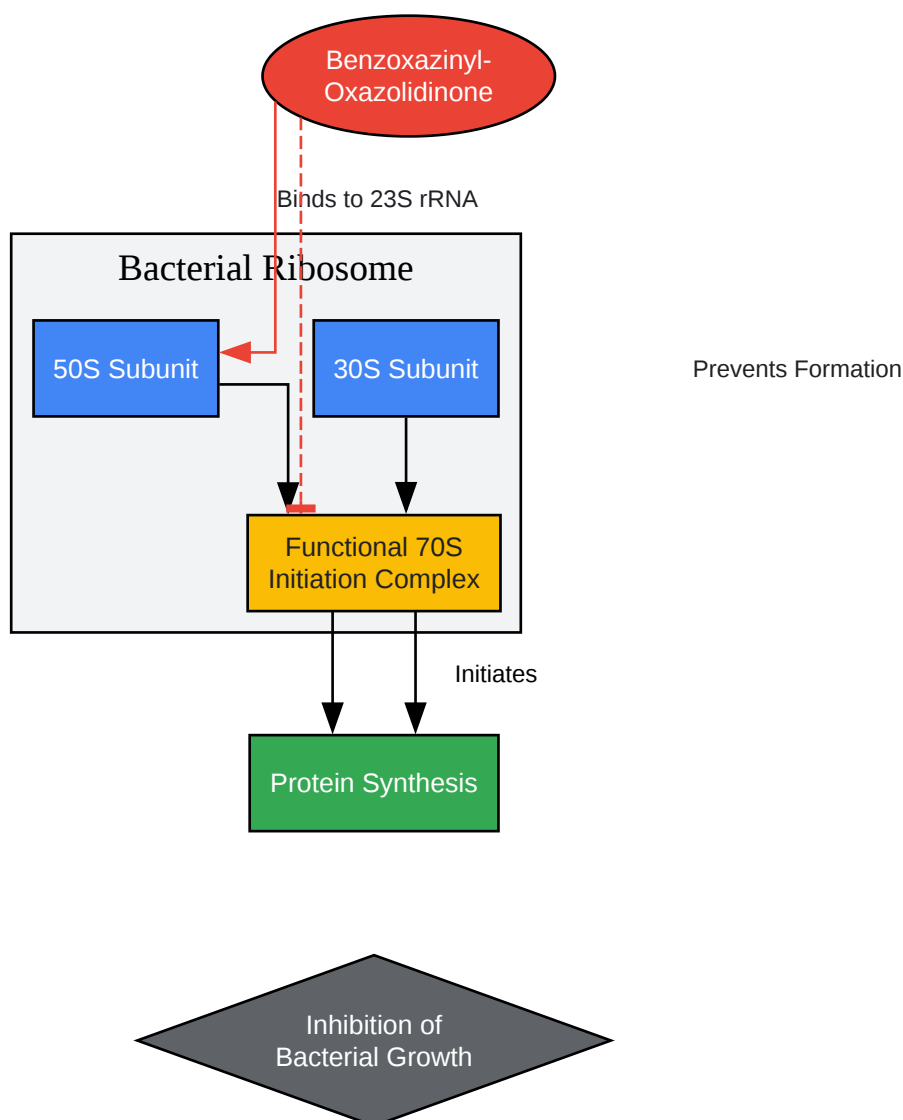 Benzoxazinyl-
Oxazolidinone
Binds to 23S rRNA
Bacterial Ribosome
50S Subunit
30S Subunit
Prevents Formation
Functional 70S
Initiation Complex
Initiates
Protein Synthesis
Inhibition of
Bacterial Growth